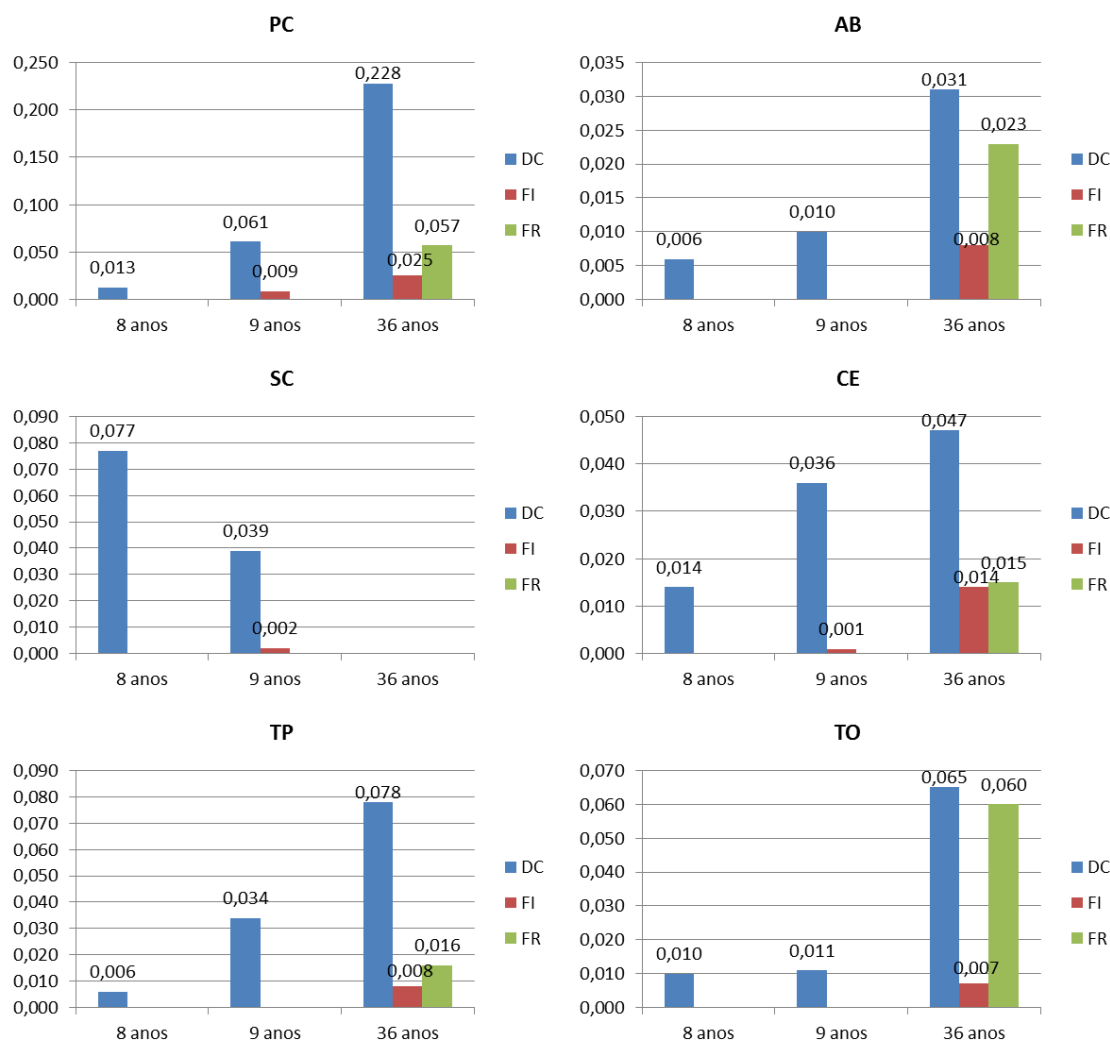 PC
0,250
0,200
0,150
0,100
0,050
0,000
0,013
0,061
0,009
0,228
0,025
0,057
8 anos
9 anos
36 anos
DC
FI
FR
AB
0,035
0,030
0,025
0,020
0,015
0,010
0,005
0,000
0,006
0,010
0,031
0,008
0,023
8 anos
9 anos
36 anos
DC
FI
FR
SC
0,090
0,080
0,070
0,060
0,050
0,040
0,030
0,020
0,010
0,000
0,077
0,039
0,002
8 anos
9 anos
36 anos
DC
FI
FR
CE
0,050
0,040
0,030
0,020
0,010
0,000
0,014
0,036
0,001
0,047
0,014
0,015
8 anos
9 anos
36 anos
DC
FI
FR
TP
0,090
0,080
0,070
0,060
0,050
0,040
0,030
0,020
0,010
0,000
0,006
0,034
0,078
0,008
0,016
8 anos
9 anos
36 anos
DC
FI
FR
TO
0,070
0,060
0,050
0,040
0,030
0,020
0,010
0,000
0,010
0,011
0,065
0,007
0,060
8 anos
9 anos
36 anos
DC
FI
FR